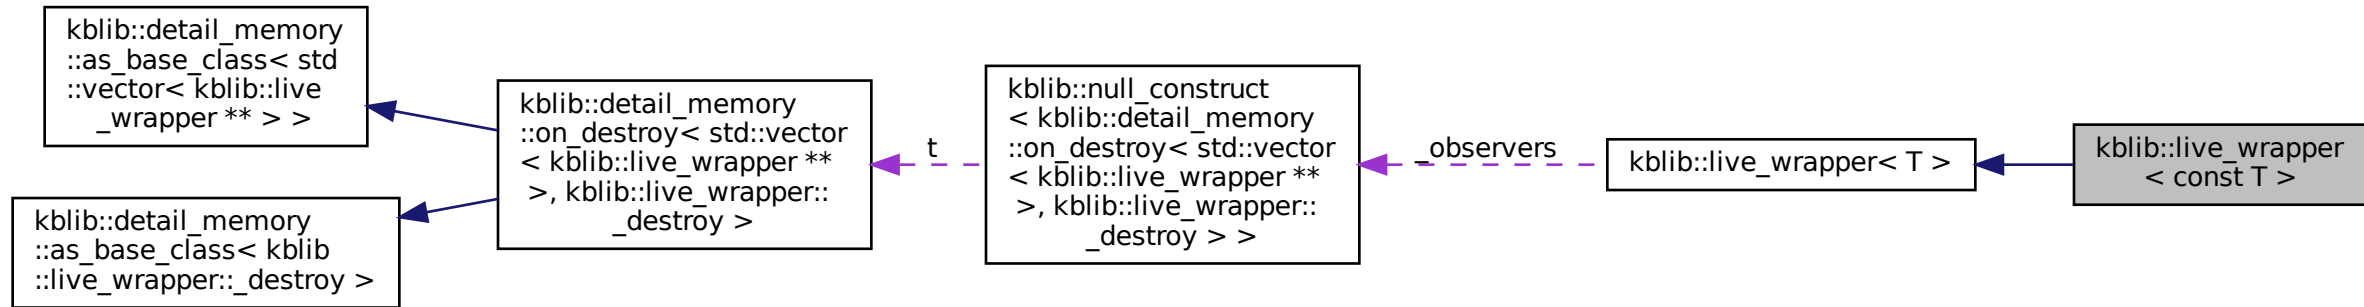 kblib::detail_memory
::as_base_class< std
::vector< kblib::live
_wrapper ** > >
kblib::detail_memory
::as_base_class< kblib
::live_wrapper::_destroy >
kblib::detail_memory
::on_destroy< std::vector
< kblib::live_wrapper **
>, kblib::live_wrapper::
_destroy >
t
kblib::null_construct
< kblib::detail_memory
::on_destroy< std::vector
< kblib::live_wrapper **
>, kblib::live_wrapper::
_destroy > >
_observers
kblib::live_wrapper< T >
kblib::live_wrapper
< const T >